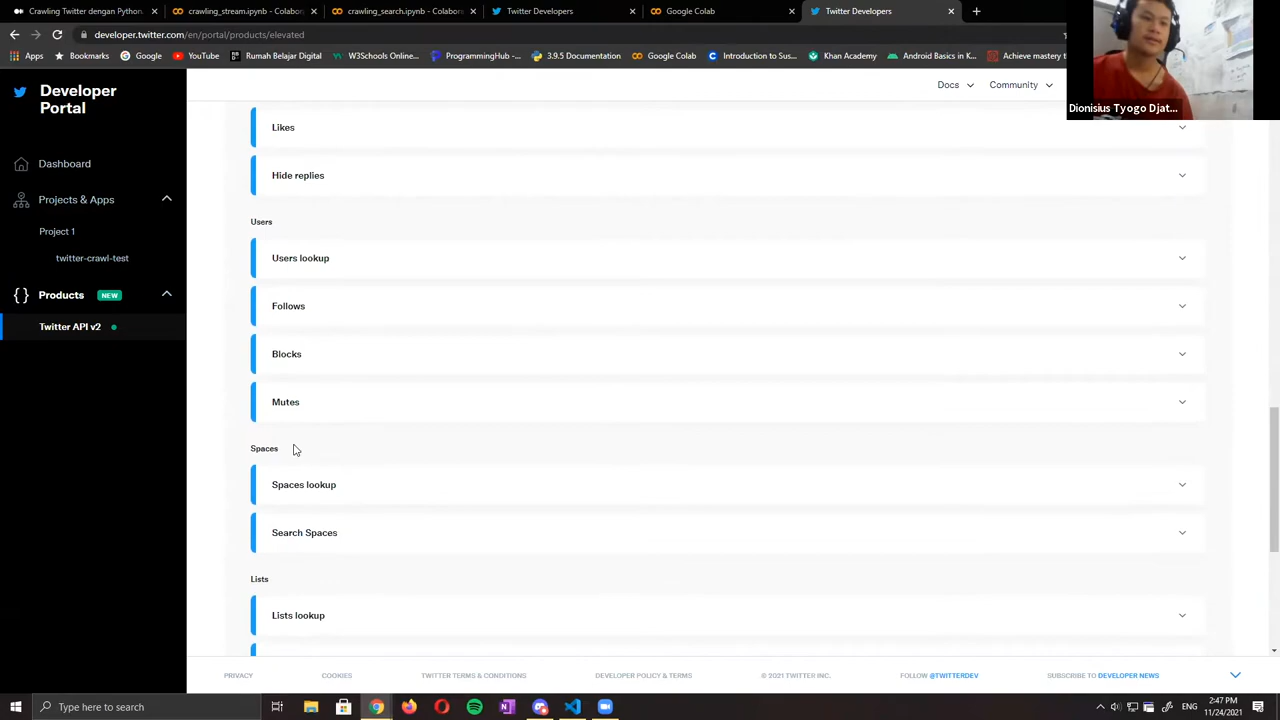 Crawling Twitter dengan Python.
crawling_stream.ipynb - Colabo
crawling_search.ipynb - Colabor
Twitter Developers
Google Colab
Twitter Developers
developer.twitter.com/en/portal/products/elevated
Apps
Bookmarks
Google
YouTube
Rumah Belajar Digital
W3Schools Online...
ProgrammingHub -...
3.9.5 Documentation
Google Colab
Introduction to Sus...
Khan Academy
Android Basics in K...
Achieve mastery
Developer
Portal
Docs
Community
Dionisius Tyogo Djat...
Dashboard
Projects & Apps
Project 1
twitter-crawl-test
{} Products NEW
Twitter API v2
Likes
Hide replies
Users
Users lookup
Follows
Blocks
Mutes
Spaces
Spaces lookup
Search Spaces
Lists
Lists lookup
PRIVACY
COOKIES
TWITTER TERMS & CONDITIONS
DEVELOPER POLICY & TERMS
© 2021 TWITTER INC.
FOLLOW @TWITTERDEV
SUBSCRIBE TO DEVELOPER NEWS
Type here to search
2:47 PM
11/24/2021